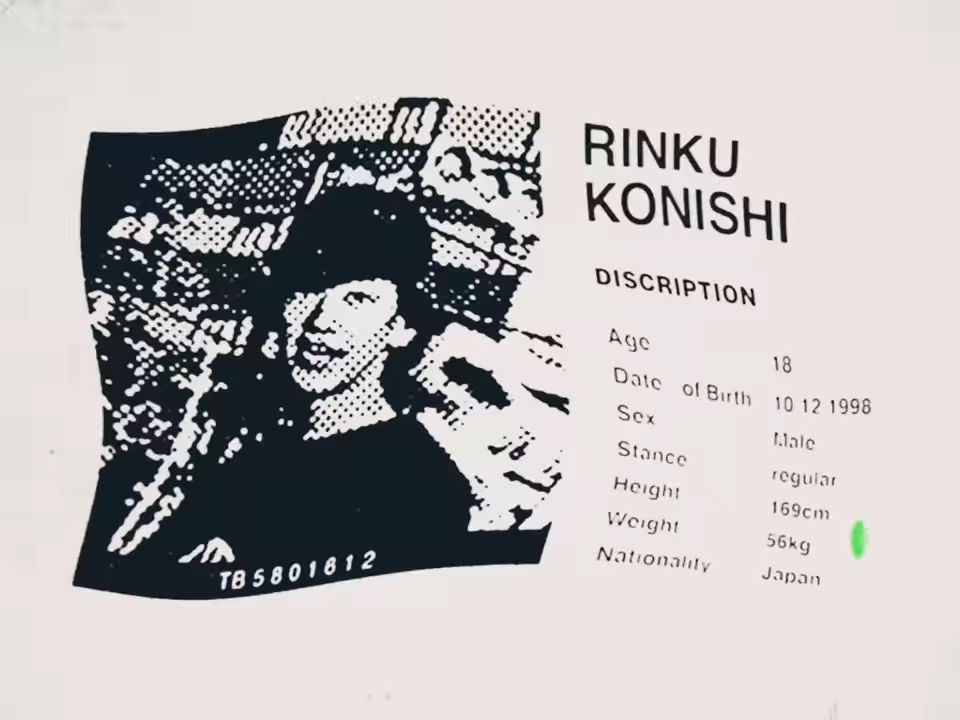 RINKU
KONISHI
DISCRIPTION
Age 18
Date of Birth 10 12 1998
Sex Male
Stance regular
Height 169cm
Weight 56kg
Nationality Japan
TB5801612